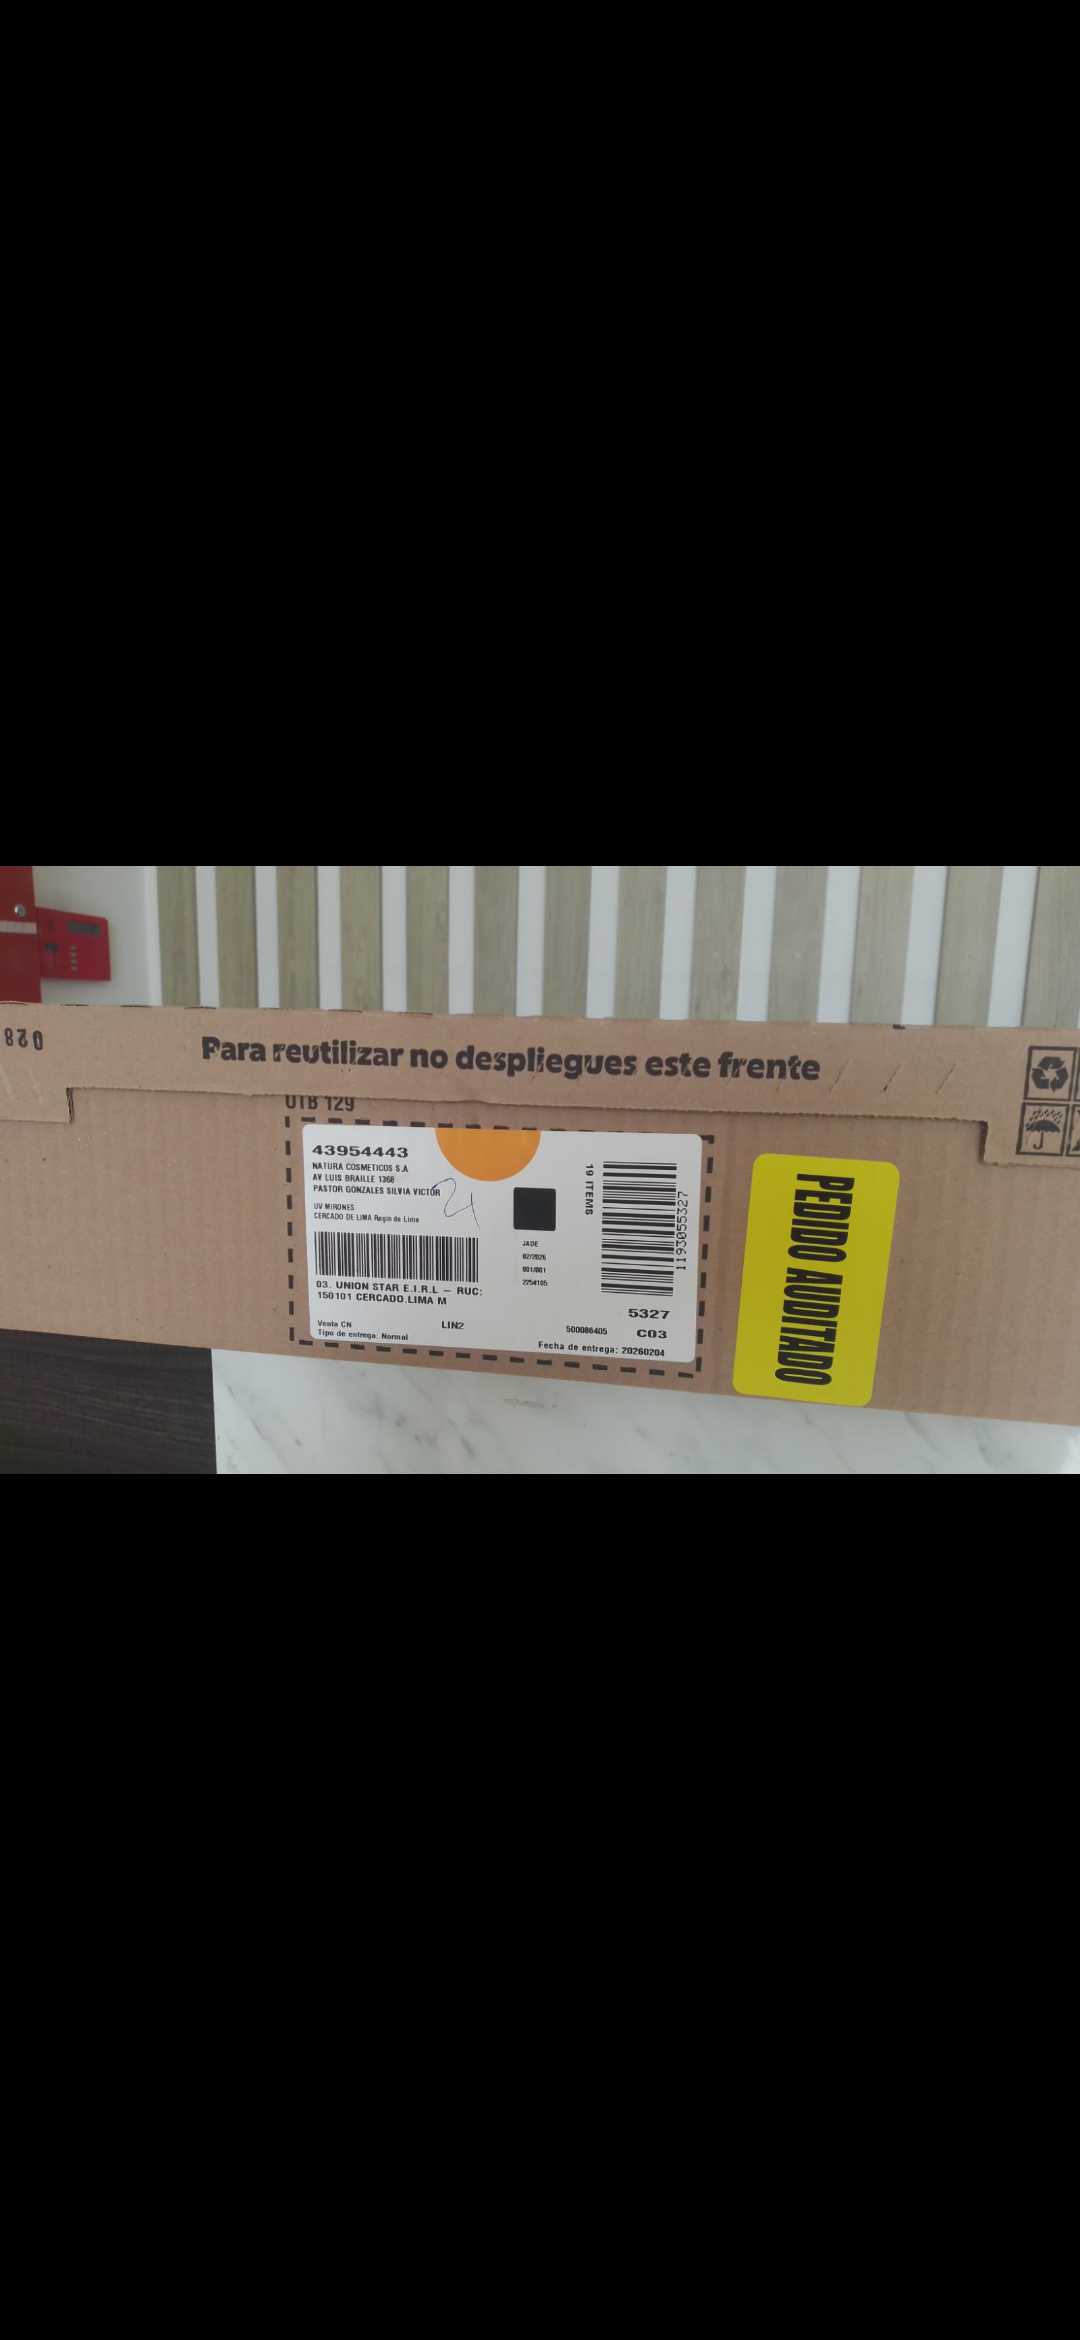 028
Para reutilizar no despliegues este frente
UTB 129
43954443
NATURA COSMETICOS S.A
AV LUIS BRAILLE 1368
PASTOR GONZALES SILVIA VICTOR
UV MIRONES
CERCADO DE LIMA Regin de Lima
03. UNION STAR E.I.R.L - RUC:
150101 CERCADO.LIMA M
Venta CN
LIN2
Tipo de entrega: Normal
JADE
02/2026
001/001
2254105
19 ITEMS
1193055327
5327
500086405
C03
Fecha de entrega: 20260204
PEDIDO AUDITADO